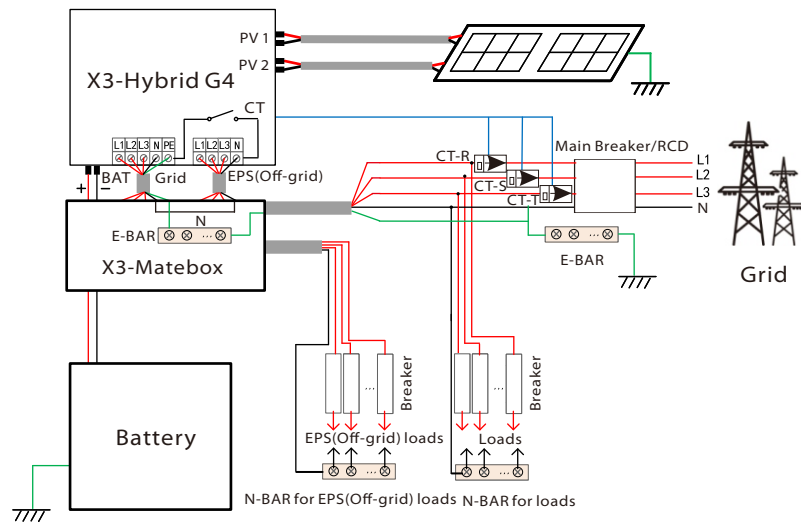 PV 1
PV 2
X3-Hybrid G4
CT
L1 L2 L3 N PE
L1 L2 L3 N
BAT
Grid
EPS(Off-grid)
+
−
N
E-BAR
X3-Matebox
CT-R
CT-S
CT-T
Main Breaker/RCD
L1
L2
L3
N
E-BAR
Grid
...
...
Breaker
...
Breaker
EPS(Off-grid) loads
Loads
...
...
N-BAR for EPS(Off-grid) loads
N-BAR for loads
Battery